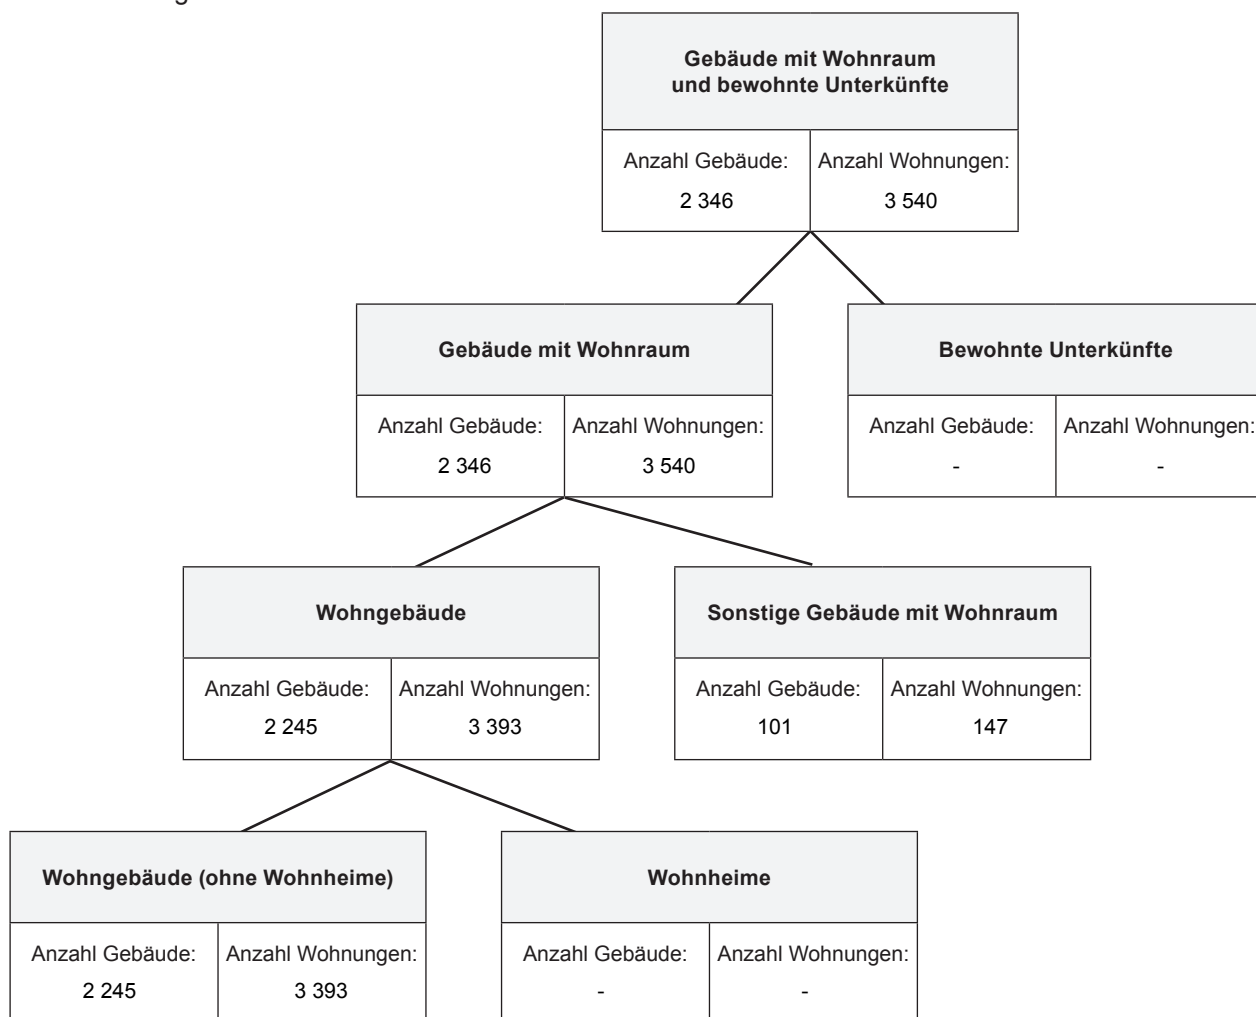 Gebäude mit Wohnraum
und bewohnte Unterkünfte
Anzahl Gebäude: Anzahl Wohnungen:
2 346 3 540
Gebäude mit Wohnraum
Anzahl Gebäude: Anzahl Wohnungen:
2 346 3 540
Bewohnte Unterkünfte
Anzahl Gebäude: Anzahl Wohnungen:
- -
Wohngebäude
Anzahl Gebäude: Anzahl Wohnungen:
2 245 3 393
Sonstige Gebäude mit Wohnraum
Anzahl Gebäude: Anzahl Wohnungen:
101 147
Wohngebäude (ohne Wohnheime)
Anzahl Gebäude: Anzahl Wohnungen:
2 245 3 393
Wohnheime
Anzahl Gebäude: Anzahl Wohnungen:
- -